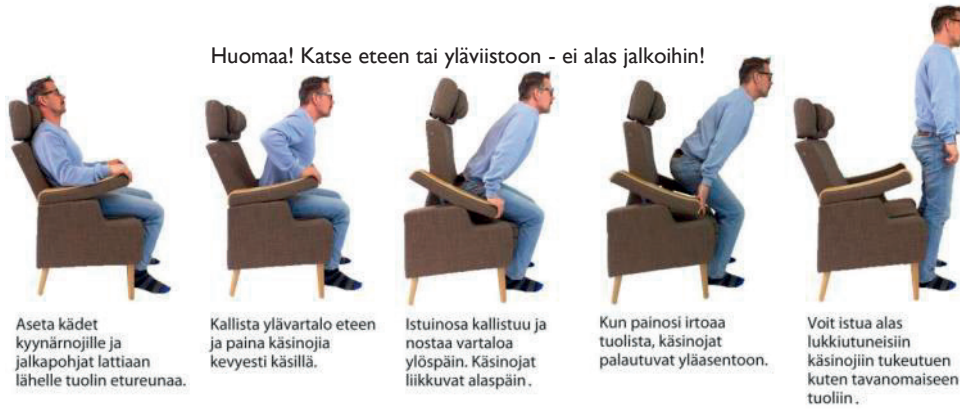 Huomaa! Katse eteen tai yläviistoon - ei alas jalkoihin!
Aseta kädet
kyynärnojille ja
jalkapohjat lattiaan
lähelle tuolin etureunaa.
Kallista ylävartalo eteen
ja paina käsinojia
kevyesti käsillä.
Istuinosa kallistuu ja
nostaa vartaloa
ylöspäin. Käsinojat
liikkuvat alaspäin.
Kun painosi irtoaa
tuolista, käsinojat
palautuvat yläasentoon.
Voit istua alas
lukkiutuneisiin
käsinojiin tukeutuen
kuten tavanomaiseen
tuoliin.